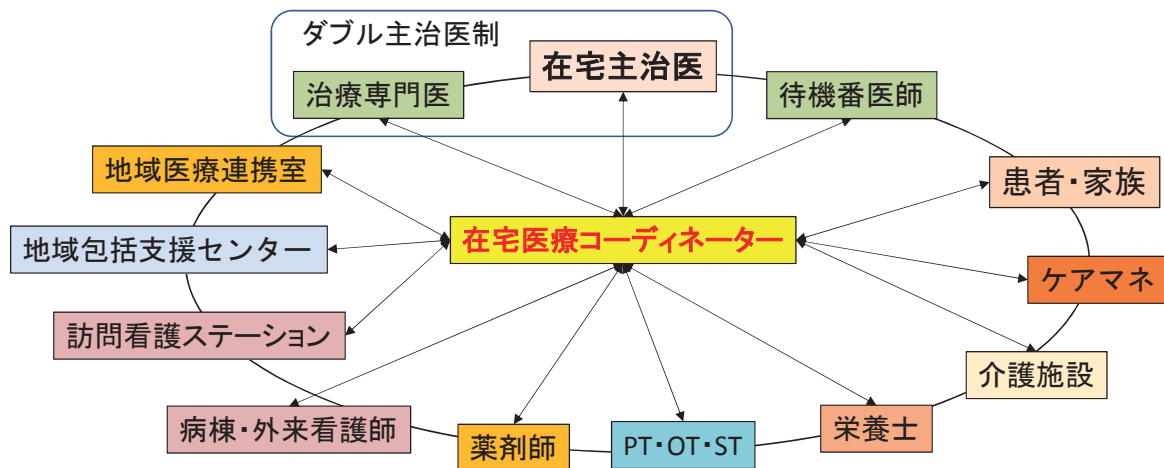 ダブル主治医制
在宅主治医
治療専門医
待機番医師
地域医療連携室
患者・家族
在宅医療コーディネーター
地域包括支援センター
ケアマネ
訪問看護ステーション
介護施設
病棟・外来看護師
薬剤師
PT・OT・ST
栄養士